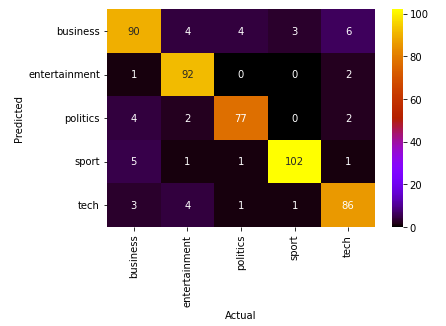 business 90 4 4 3 6
entertainment 1 92 0 0 2
politics 4 2 77 0 2
sport 5 1 1 102 1
tech 3 4 1 1 86
Predicted
business entertainment politics sport tech
Actual
100
80
60
40
20
0